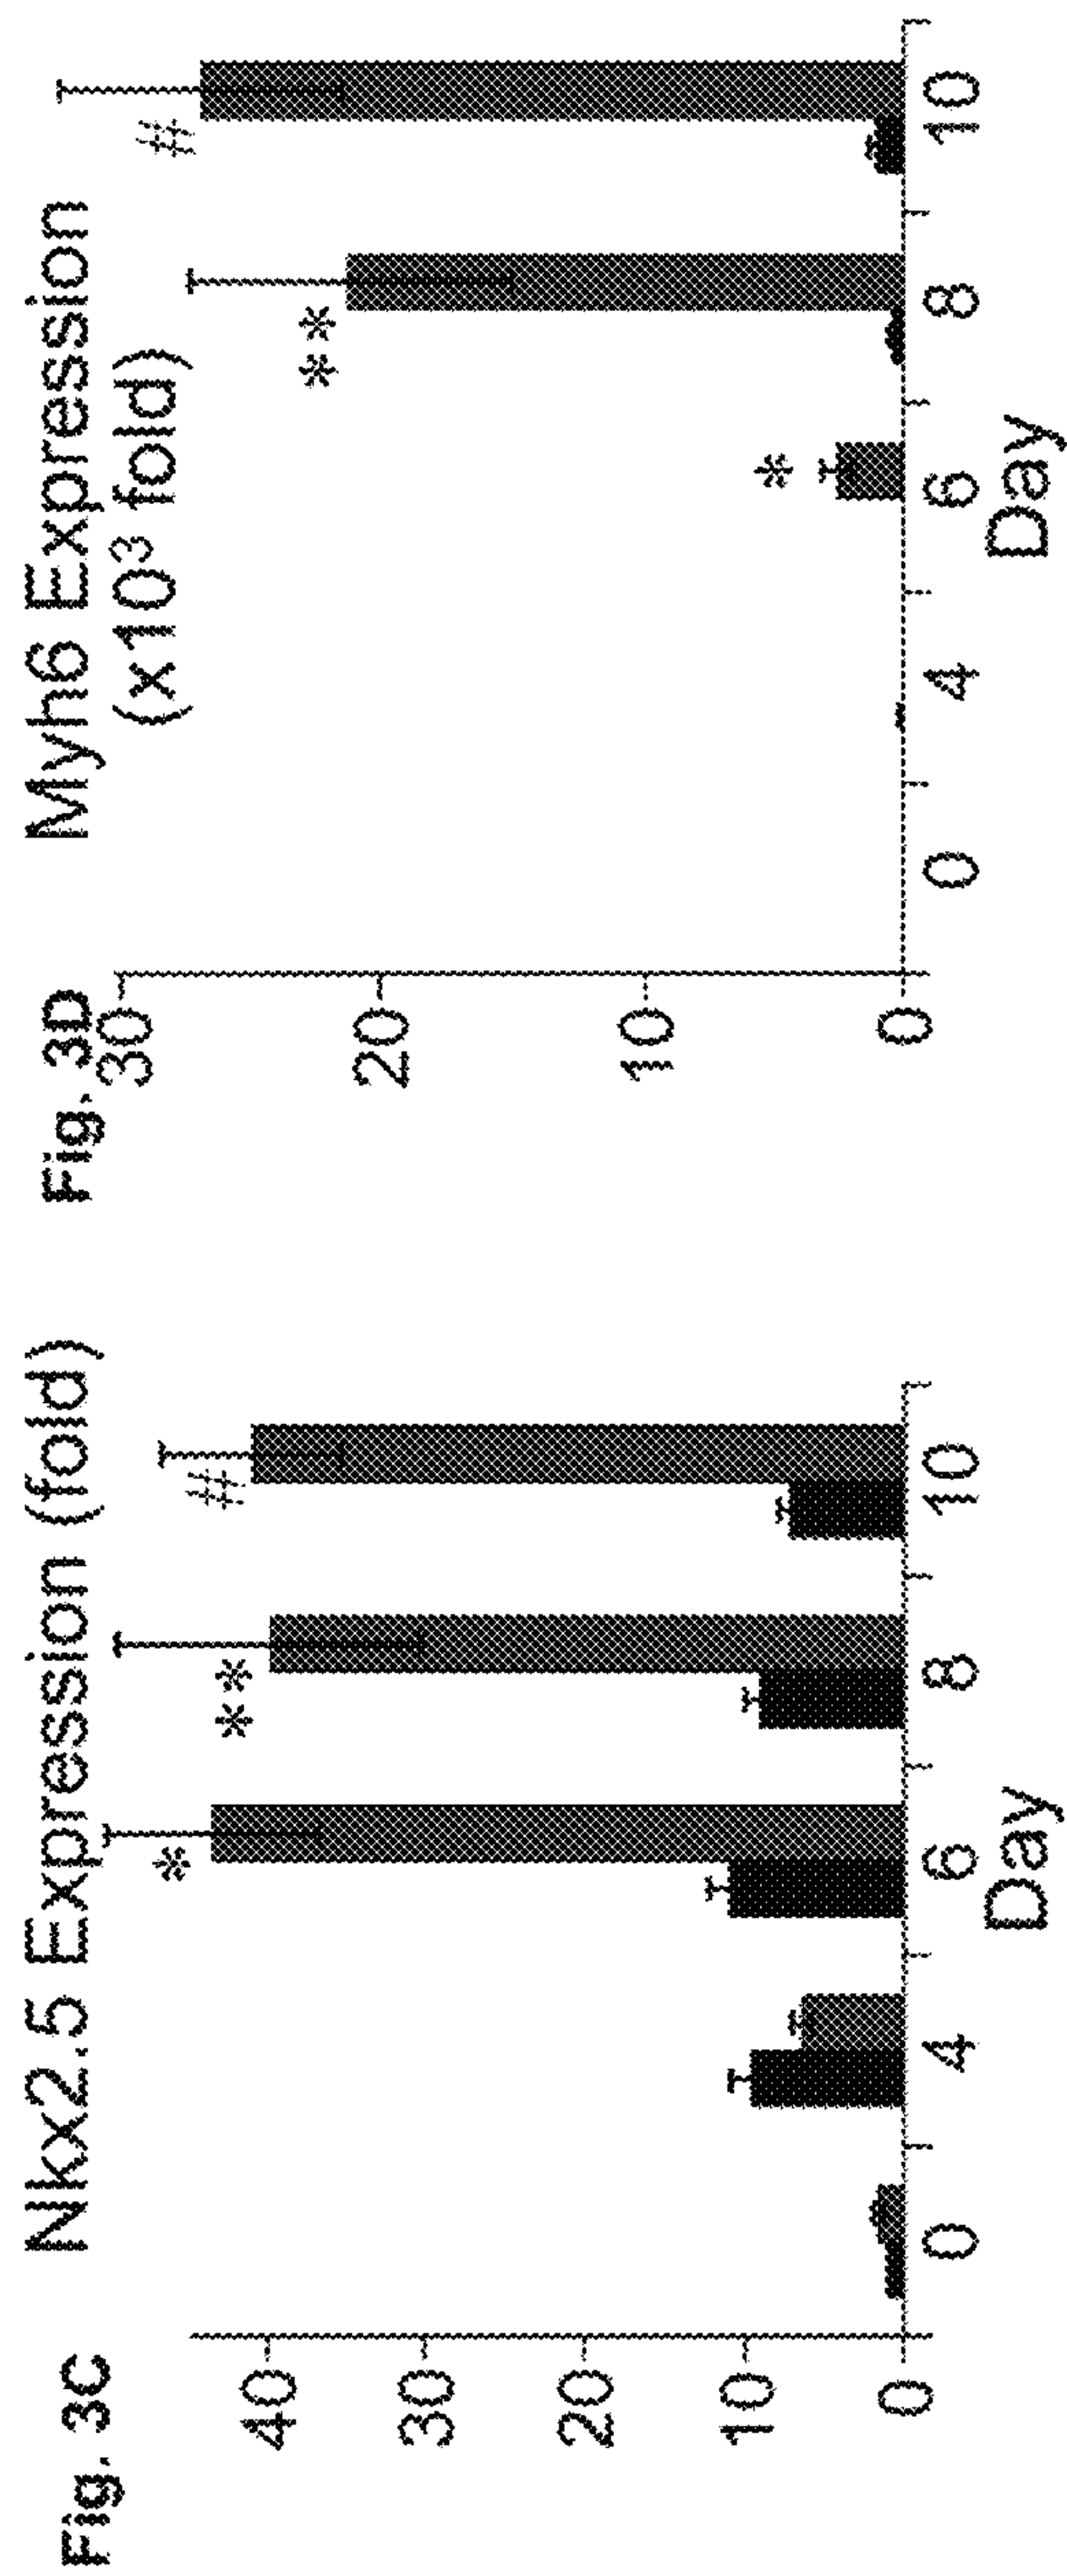 Fig. 3C
Nkx2.5 Expression (fold)
40
30
20
10
0
*
**
#
0 4 6 8 10
Day
Fig. 3D
Myh6 Expression
(x10³ fold)
30
20
10
0
*
**
#
0 4 6 8 10
Day